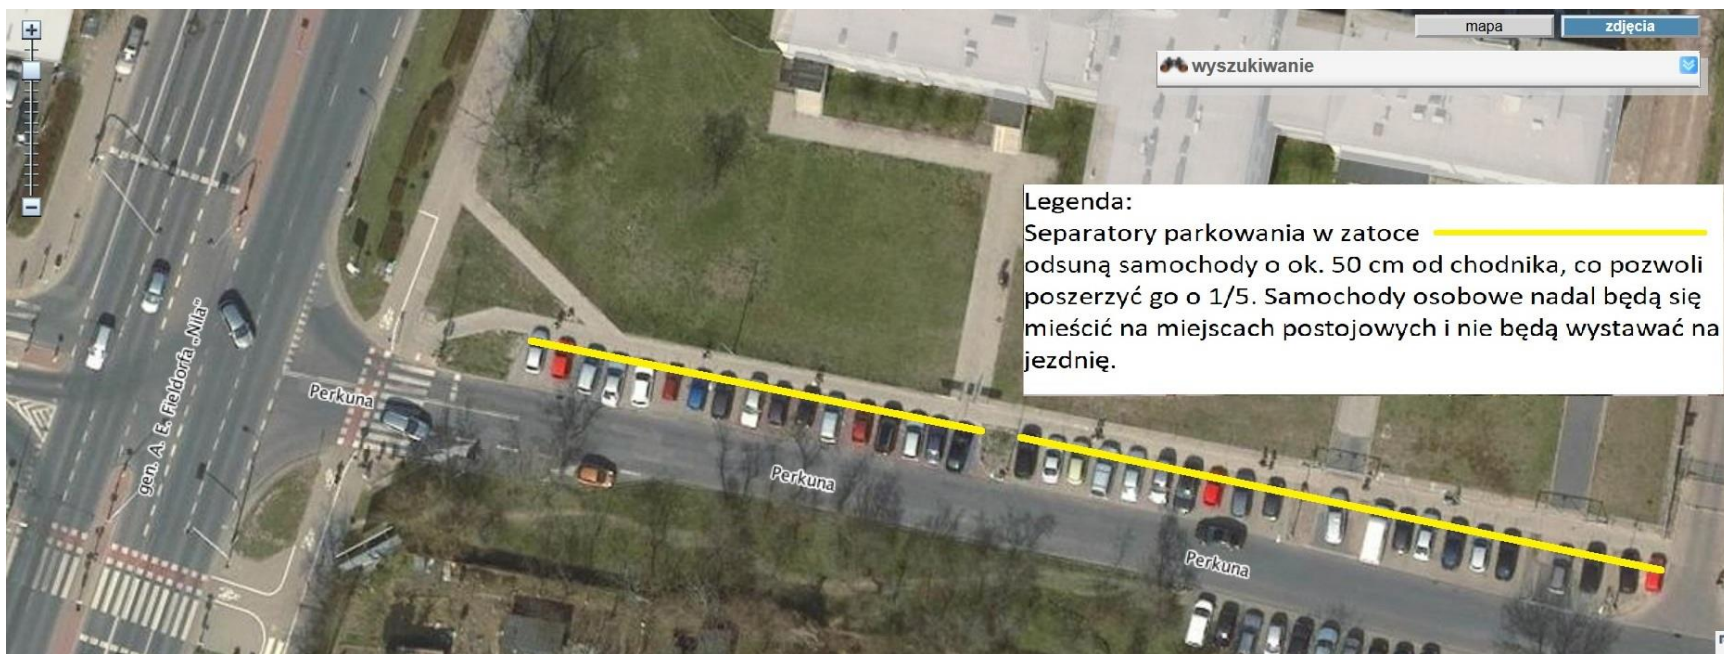 mapa
zdjęcia
wyszukiwanie
Legenda:
Separatory parkowania w zatoce
odsuną samochody o ok. 50 cm od chodnika, co pozwoli
poszerzyć go o 1/5. Samochody osobowe nadal będą się
mieścić na miejscach postojowych i nie będą wystawać na
jezdnię.
gen. A. E. Fieldorfa „Nila”
Perkuna
Perkuna
Perkuna